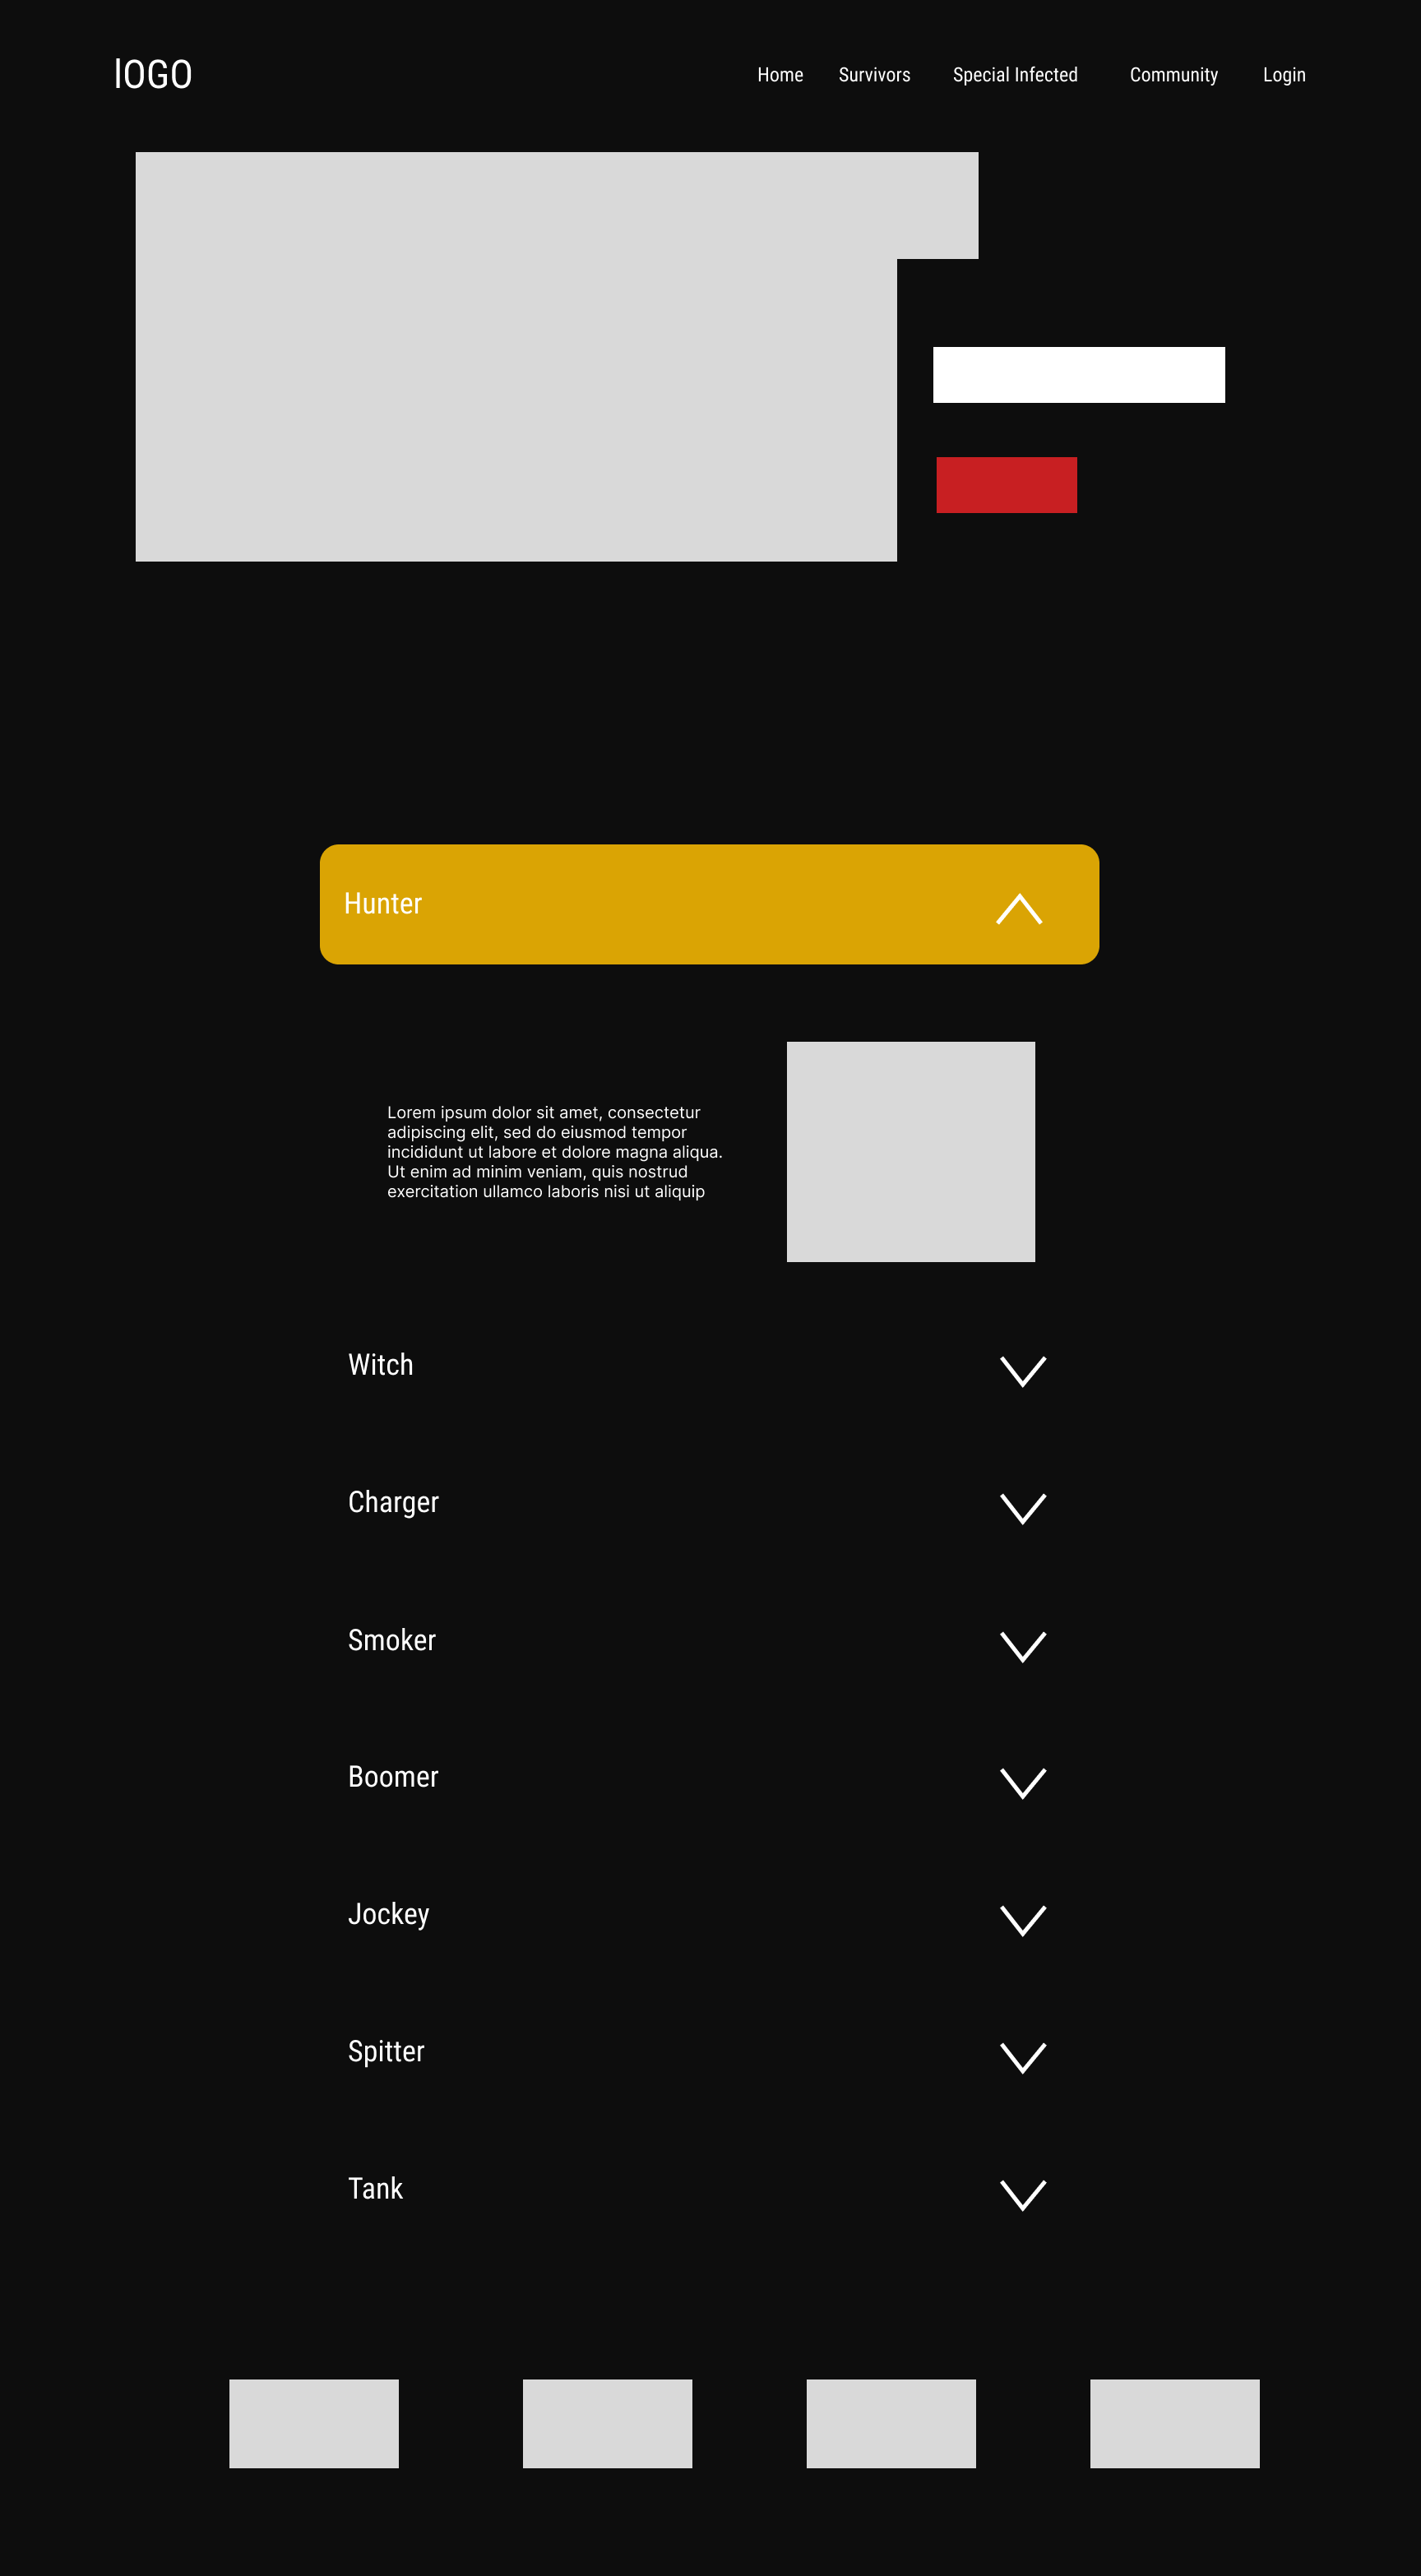 lOGO
Home Survivors Special Infected Community Login
Hunter
Lorem ipsum dolor sit amet, consectetur
adipiscing elit, sed do eiusmod tempor
incididunt ut labore et dolore magna aliqua.
Ut enim ad minim veniam, quis nostrud
exercitation ullamco laboris nisi ut aliquip
Witch
Charger
Smoker
Boomer
Jockey
Spitter
Tank